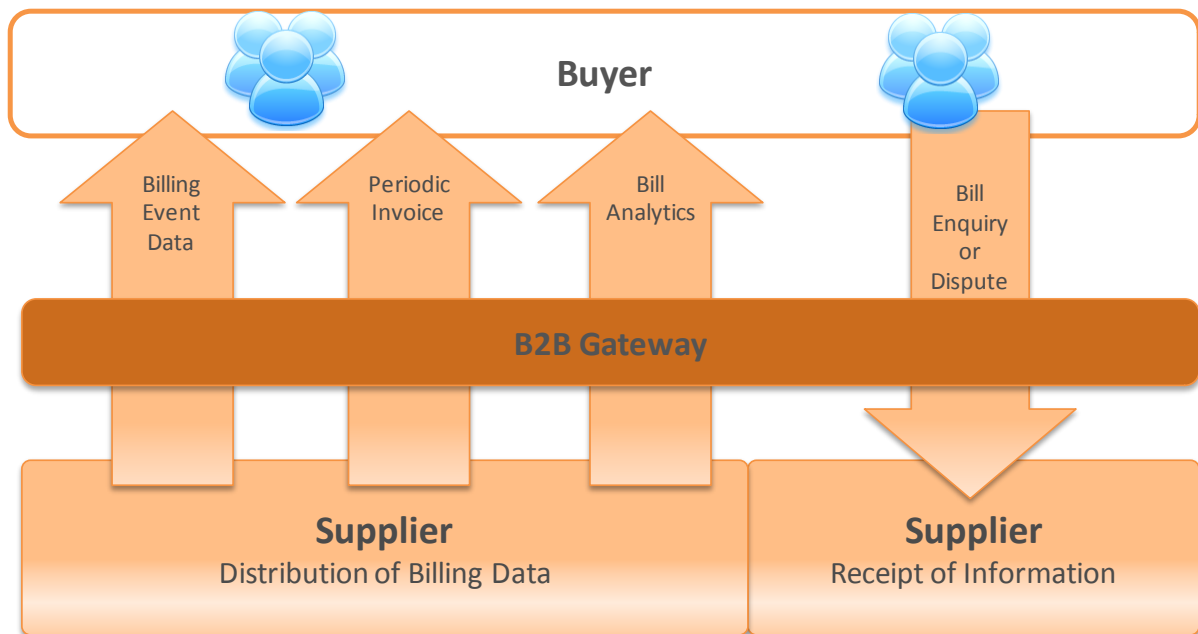 Buyer
Billing
Event
Data
Periodic
Invoice
Bill
Analytics
Bill
Enquiry
or
Dispute
B2B Gateway
Supplier
Distribution of Billing Data
Supplier
Receipt of Information